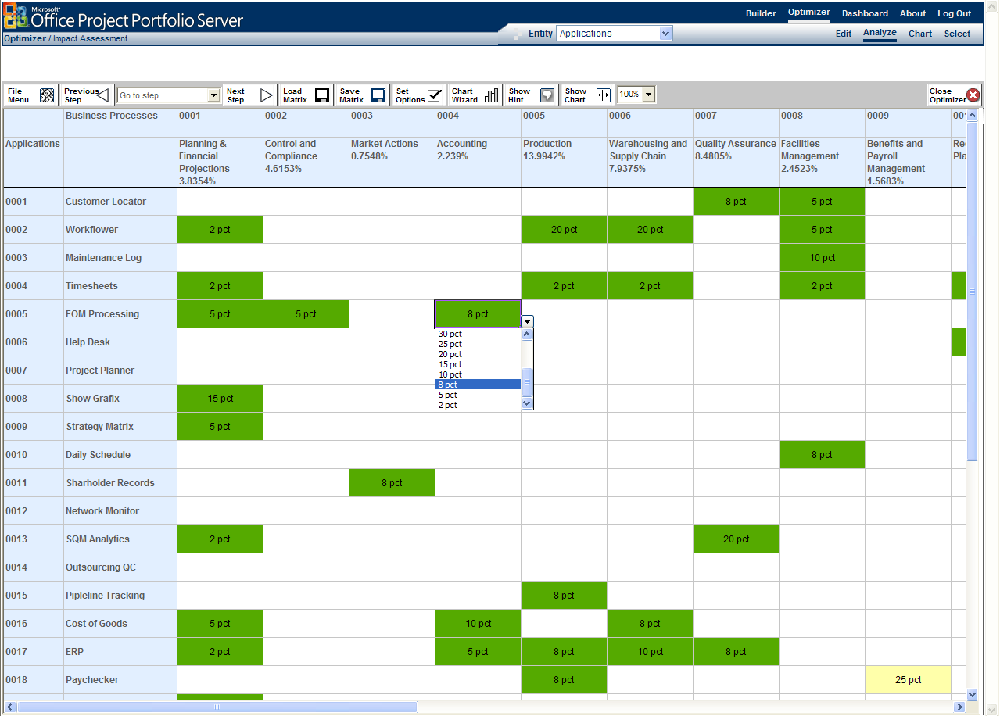 Microsoft®
Office Project Portfolio Server
Builder Optimizer Dashboard About Log Out
Optimizer / Impact Assessment
Entity Applications
Edit Analyze Chart Select
File Menu
Previous Step
Go to step...
Next Step
Load Matrix
Save Matrix
Set Options
Chart Wizard
Show Hint
Show Chart
100%
Close Optimizer
Business Processes 0001 0002 0003 0004 0005 0006 0007 0008 0009 00
Applications
Planning & Financial Projections 3.8354%
Control and Compliance 4.6153%
Market Actions 0.7548%
Accounting 2.239%
Production 13.9942%
Warehousing and Supply Chain 7.9375%
Quality Assurance 8.4805%
Facilities Management 2.4523%
Benefits and Payroll Management 1.5683%
Re
Pla
0001 Customer Locator 8 pct 5 pct
0002 Workflower 2 pct 20 pct 20 pct 5 pct
0003 Maintenance Log 10 pct
0004 Timesheets 2 pct 2 pct 2 pct 2 pct
0005 EOM Processing 5 pct 5 pct 8 pct
30 pct
25 pct
20 pct
15 pct
10 pct
8 pct
5 pct
2 pct
0006 Help Desk
0007 Project Planner
0008 Show Grafix 15 pct
0009 Strategy Matrix 5 pct
0010 Daily Schedule 8 pct
0011 Sharholder Records 8 pct
0012 Network Monitor
0013 SQM Analytics 2 pct 20 pct
0014 Outsourcing QC
0015 Pipleline Tracking 8 pct
0016 Cost of Goods 5 pct 10 pct 8 pct
0017 ERP 2 pct 5 pct 8 pct 10 pct 8 pct
0018 Paychecker 8 pct 25 pct